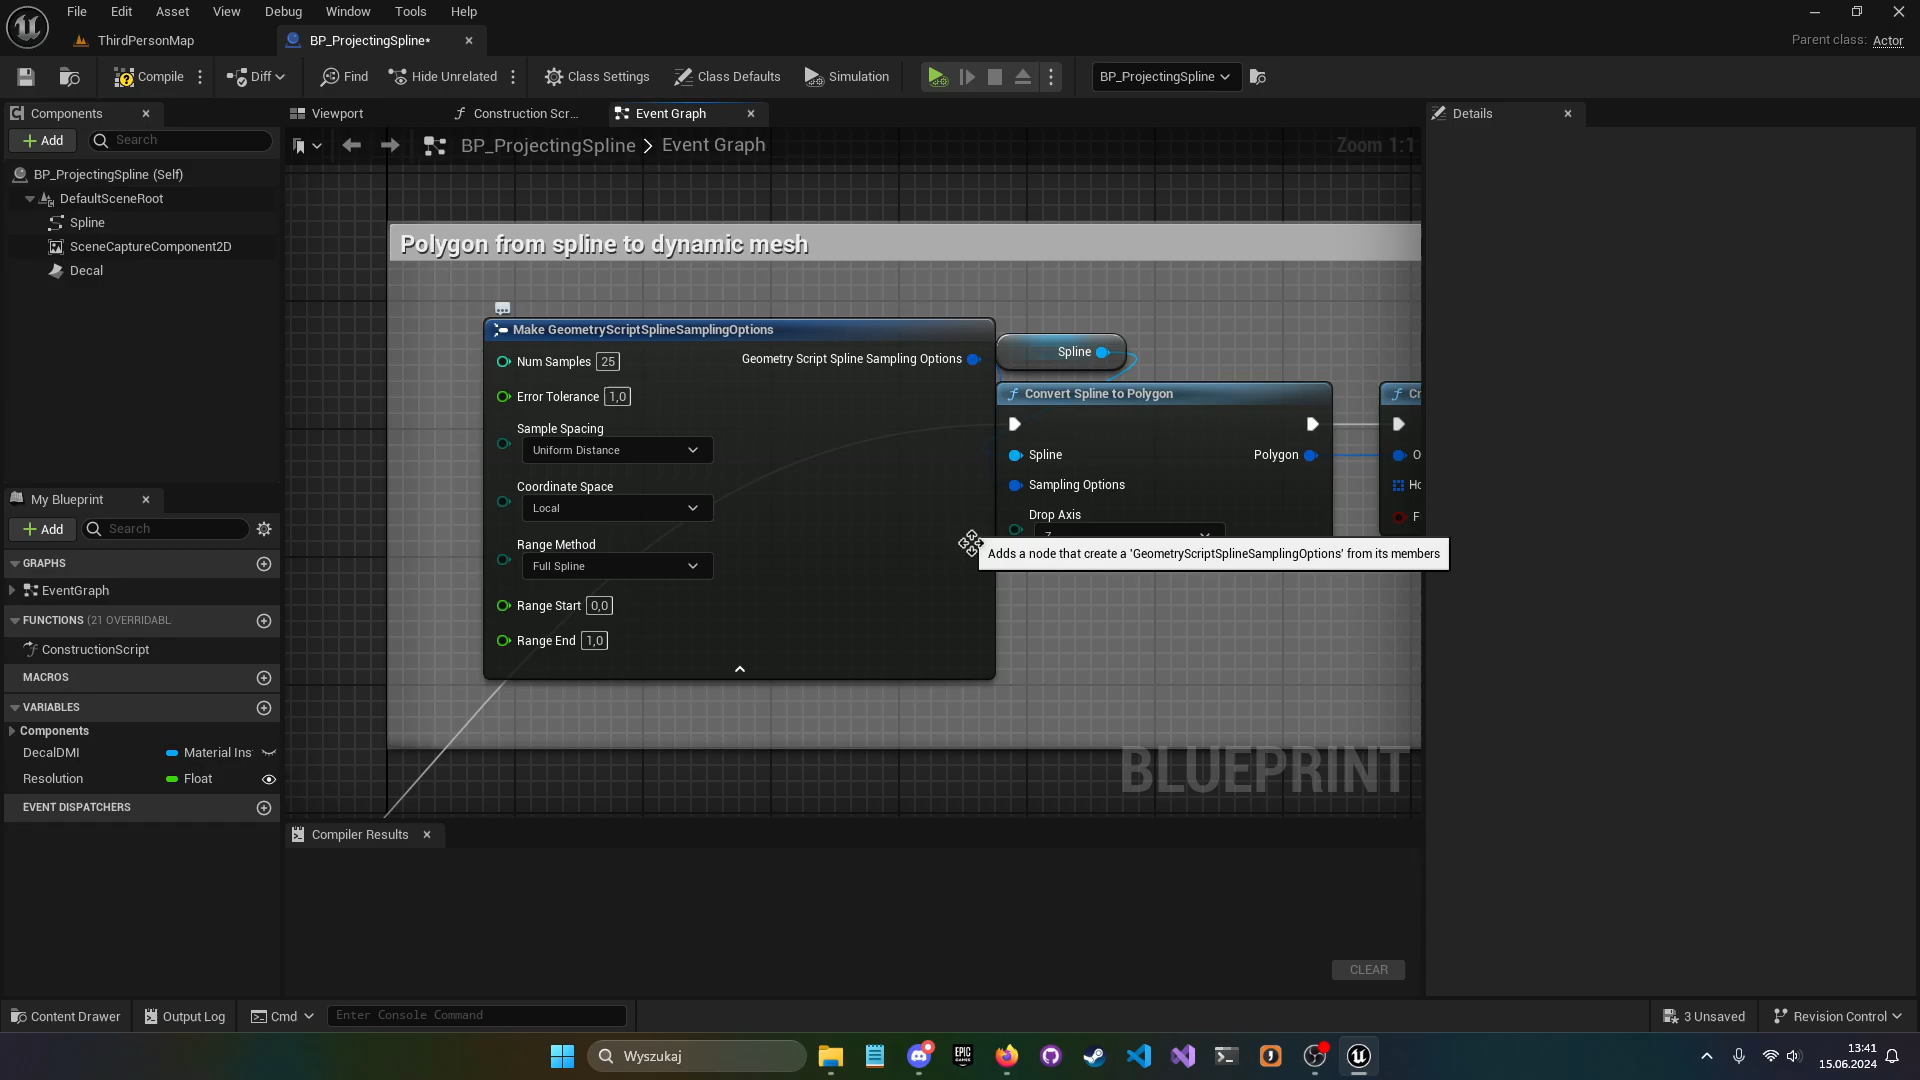 File Edit Asset View Debug Window Tools Help
ThirdPersonMap
BP_ProjectingSpline*
Parent class: Actor
Compile
Diff
Find
Hide Unrelated
Class Settings
Class Defaults
Simulation
BP_ProjectingSpline
Components
Add
Search
BP_ProjectingSpline (Self)
DefaultSceneRoot
Spline
SceneCaptureComponent2D
Decal
Viewport
Construction Scr...
Event Graph
BP_ProjectingSpline > Event Graph
Zoom 1:1
Polygon from spline to dynamic mesh
Make GeometryScriptSplineSamplingOptions
Num Samples 25
Geometry Script Spline Sampling Options
Error Tolerance 1,0
Sample Spacing
Uniform Distance
Coordinate Space
Local
Range Method
Full Spline
Range Start 0,0
Range End 1,0
Spline
Convert Spline to Polygon
Spline
Polygon
Sampling Options
Drop Axis
Adds a node that create a 'GeometryScriptSplineSamplingOptions' from its members
BLUEPRINT
Details
My Blueprint
Add
Search
GRAPHS
EventGraph
FUNCTIONS (21 OVERRIDABL
ConstructionScript
MACROS
VARIABLES
Components
DecalDMI Material Ins
Resolution Float
EVENT DISPATCHERS
Compiler Results
CLEAR
Content Drawer
Output Log
Cmd
Enter Console Command
3 Unsaved
Revision Control
Wyszukaj
EPIC GAMES
13:41
15.06.2024